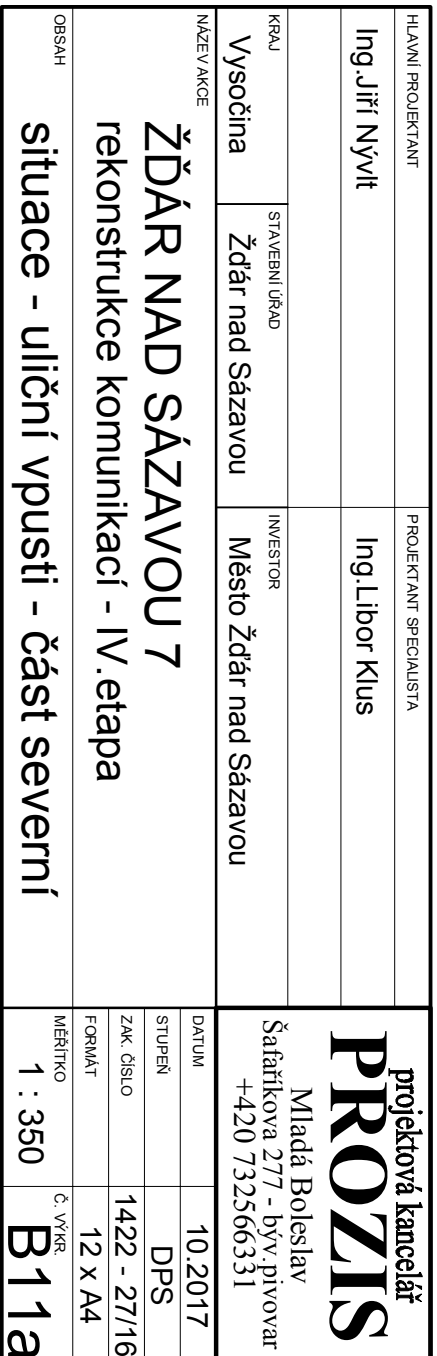 HLAVNÍ PROJEKTANT
Ing.Jiří Nývlt
PROJEKTANT SPECIALISTA
Ing.Libor Klus
projektová kancelář
PROZIS
Mladá Boleslav
Šafaříkova 277 - býv.pivovar
+420 732566331
KRAJ
Vysočina
STAVEBNÍ ÚŘAD
Žďár nad Sázavou
INVESTOR
Město Žďár nad Sázavou
NÁZEV AKCE
ŽĎÁR NAD SÁZAVOU 7
rekonstrukce komunikací - IV.etapa
DATUM
10.2017
STUPEŇ
DPS
ZAK. ČÍSLO
1422 - 27/16
FORMÁT
12 x A4
OBSAH
situace - uliční vpusti - část severní
MĚŘÍTKO
1 : 350
Č. VÝKR.
B11a